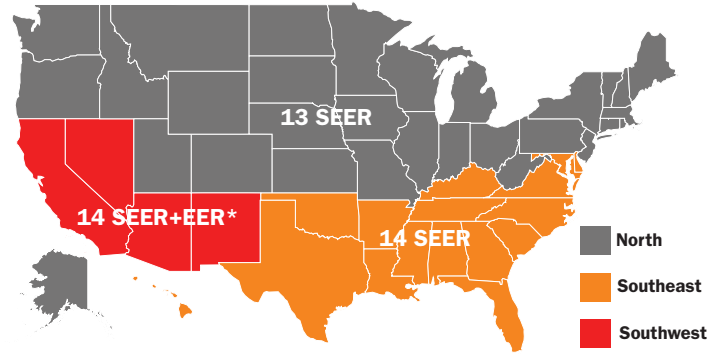 13 SEER
14 SEER+EER*
14 SEER
North
Southeast
Southwest